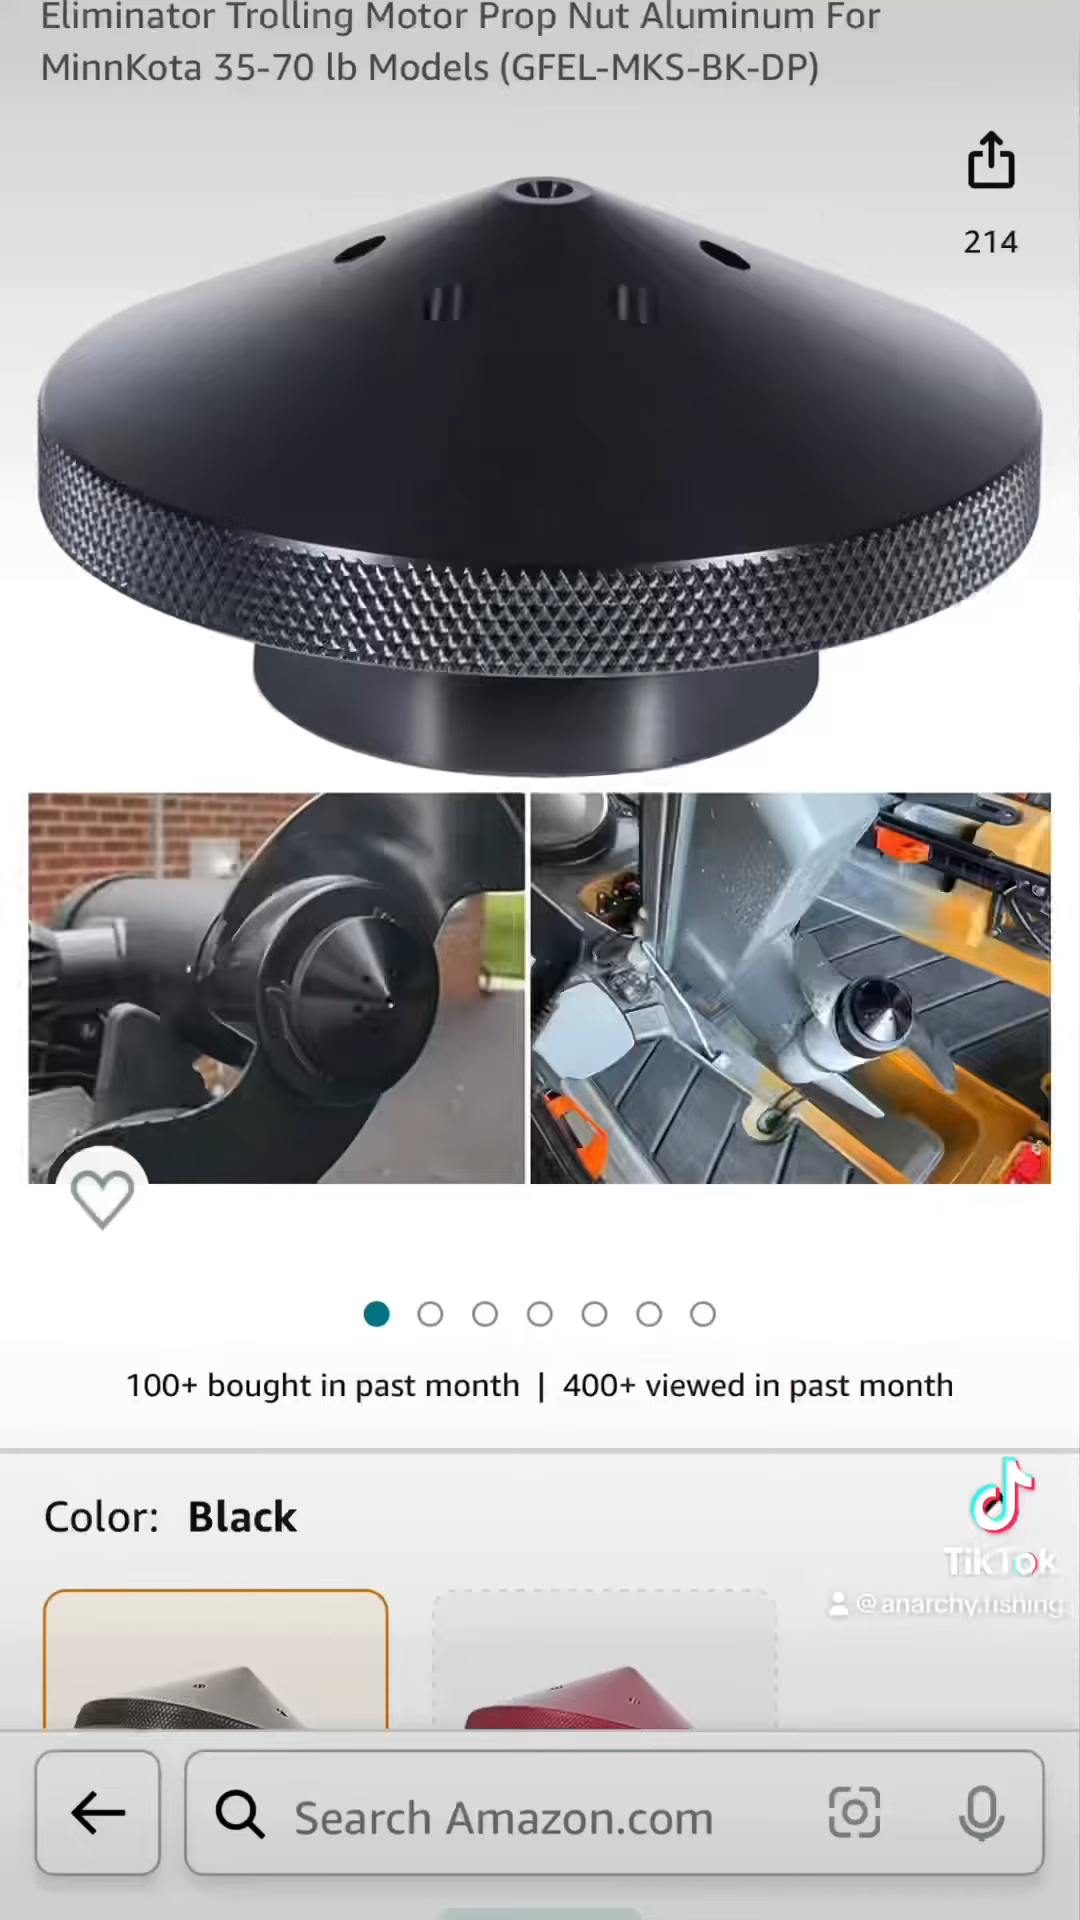 Eliminator Trolling Motor Prop Nut Aluminum For
MinnKota 35-70 lb Models (GFEL-MKS-BK-DP)
214
100+ bought in past month | 400+ viewed in past month
Color: Black
TikTok
@anarchy.fishing
Search Amazon.com